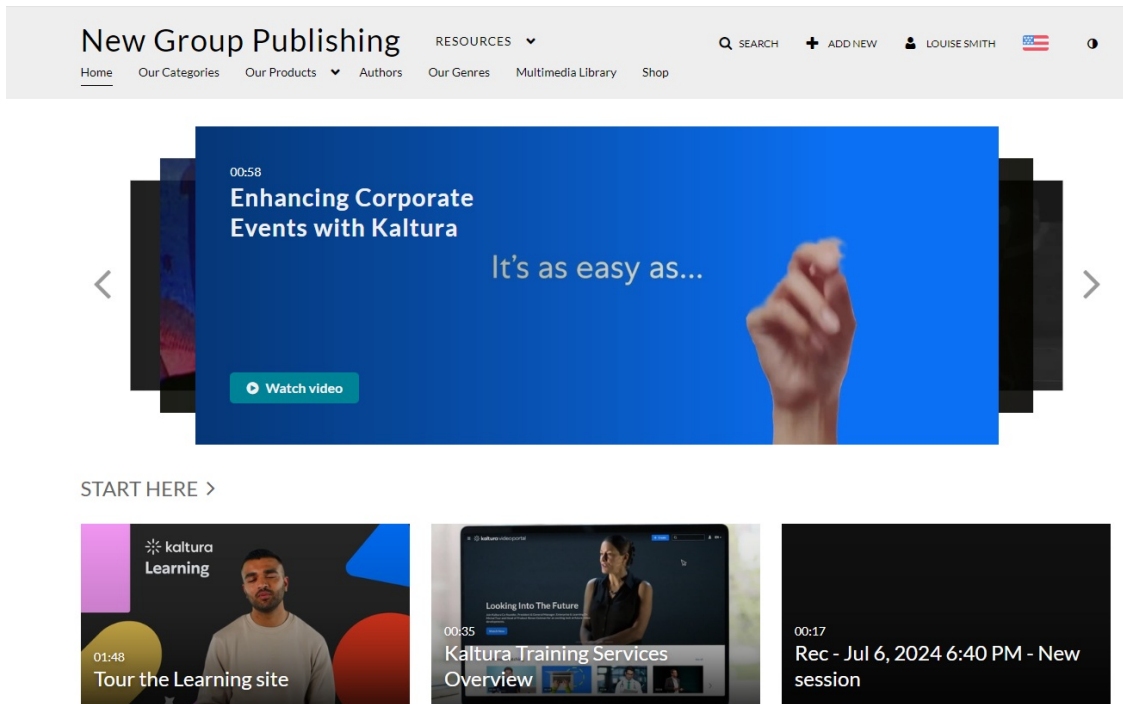 New Group Publishing
RESOURCES
SEARCH
ADD NEW
LOUISE SMITH
Home
Our Categories
Our Products
Authors
Our Genres
Multimedia Library
Shop
00:58
Enhancing Corporate
Events with Kaltura
It's as easy as...
Watch video
START HERE
kaltura
Learning
01:48
Tour the Learning site
kaltura videoportal
Looking Into The Future
00:35
Kaltura Training Services
Overview
00:17
Rec - Jul 6, 2024 6:40 PM - New
session